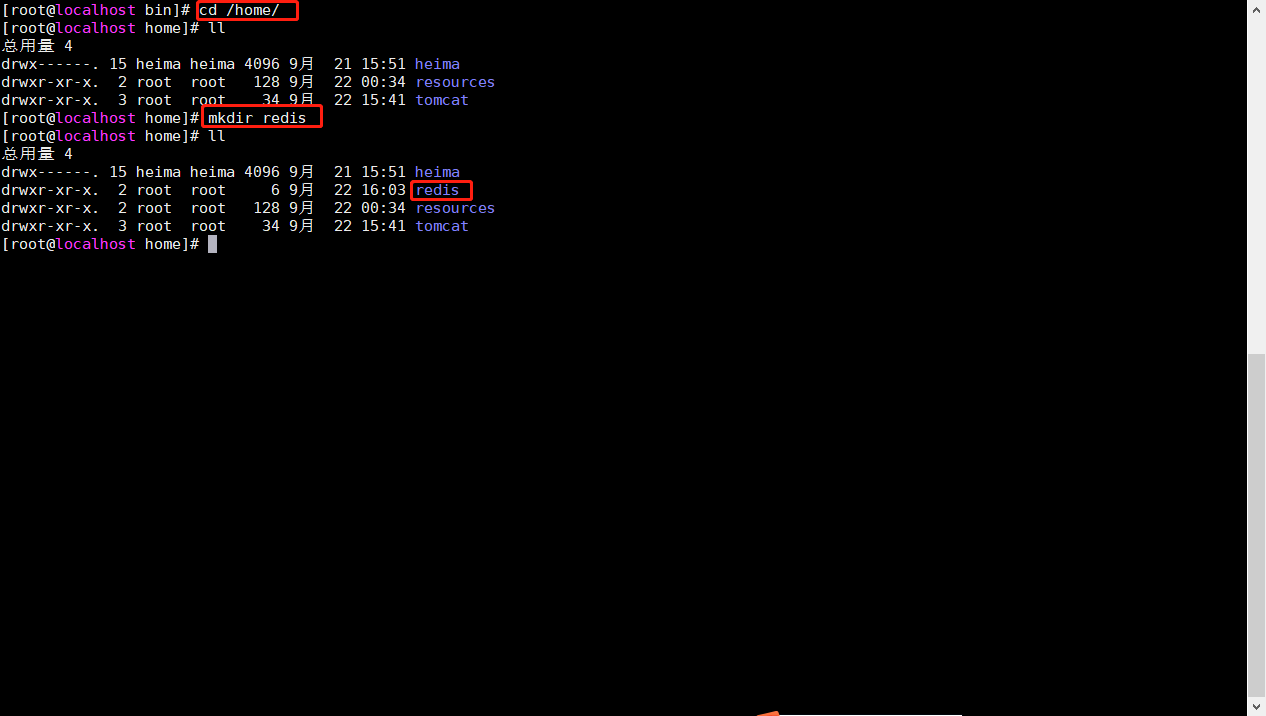 [root@localhost bin]# cd /home/
[root@localhost home]# ll
总用量 4
drwx------. 15 heima heima 4096 9月  21 15:51 heima
drwxr-xr-x.  2 root  root   128 9月  22 00:34 resources
drwxr-xr-x.  3 root  root    34 9月  22 15:41 tomcat
[root@localhost home]# mkdir redis
[root@localhost home]# ll
总用量 4
drwx------. 15 heima heima 4096 9月  21 15:51 heima
drwxr-xr-x.  2 root  root     6 9月  22 16:03 redis
drwxr-xr-x.  2 root  root   128 9月  22 00:34 resources
drwxr-xr-x.  3 root  root    34 9月  22 15:41 tomcat
[root@localhost home]#